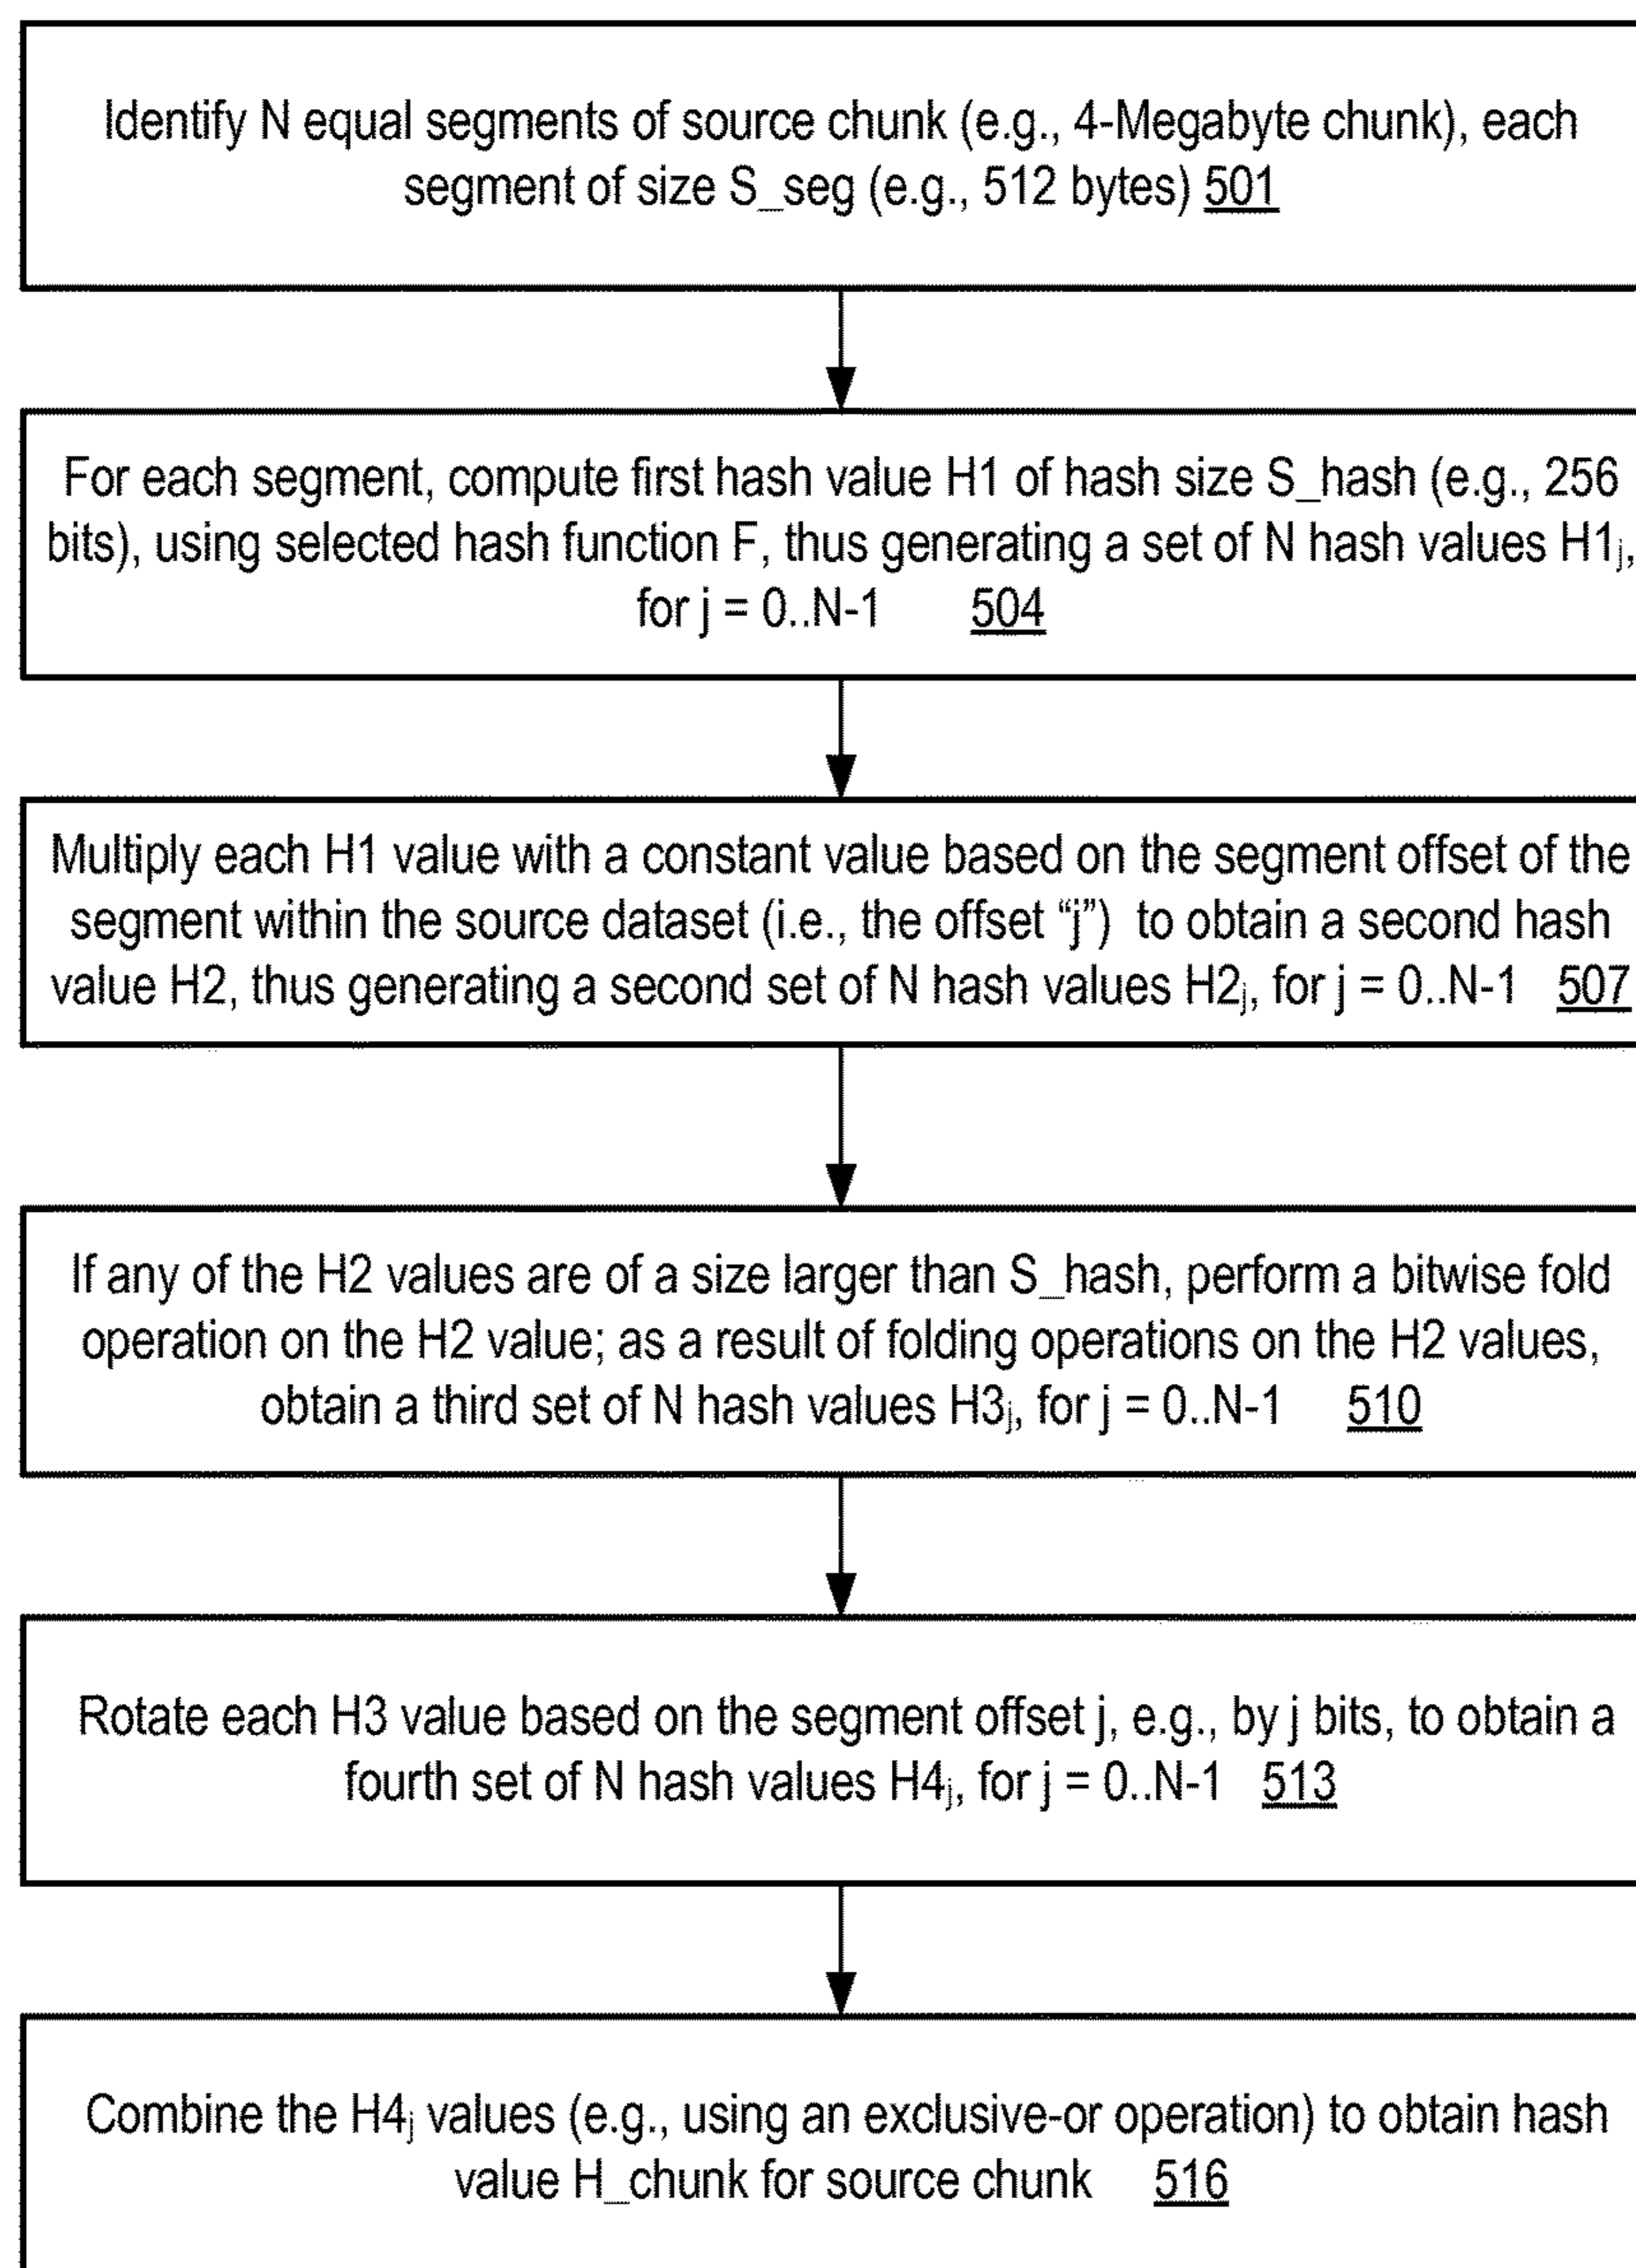 Identify N equal segments of source chunk (e.g., 4-Megabyte chunk), each
segment of size S_seg (e.g., 512 bytes) 501
For each segment, compute first hash value H1 of hash size S_hash (e.g., 256
bits), using selected hash function F, thus generating a set of N hash values H1j,
for j = 0..N-1 504
Multiply each H1 value with a constant value based on the segment offset of the
segment within the source dataset (i.e., the offset “j”) to obtain a second hash
value H2, thus generating a second set of N hash values H2j, for j = 0..N-1 507
If any of the H2 values are of a size larger than S_hash, perform a bitwise fold
operation on the H2 value; as a result of folding operations on the H2 values,
obtain a third set of N hash values H3j, for j = 0..N-1 510
Rotate each H3 value based on the segment offset j, e.g., by j bits, to obtain a
fourth set of N hash values H4j, for j = 0..N-1 513
Combine the H4j values (e.g., using an exclusive-or operation) to obtain hash
value H_chunk for source chunk 516